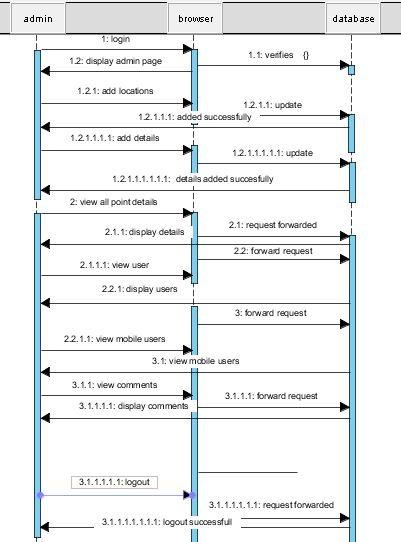 admin browser database
1: login
1.1: verifies {}
1.2: display admin page
1.2.1: add locations
1.2.1.1: update
1.2.1.1.1: added successfully
1.2.1.1.1.1: add details
1.2.1.1.1.1.1: update
1.2.1.1.1.1.1.1: details added succesfully
2: view all point details
2.1: request forwarded
2.1.1: display details
2.2: forward request
2.1.1.1: view user
2.2.1: display users
3: forward request
2.2.1.1: view mobile users
3.1: view mobile users
3.1.1: view comments
3.1.1.1: forward request
3.1.1.1.1: display comments
3.1.1.1.1.1: logout
3.1.1.1.1.1.1: request forwarded
3.1.1.1.1.1.1.1: logout successfull